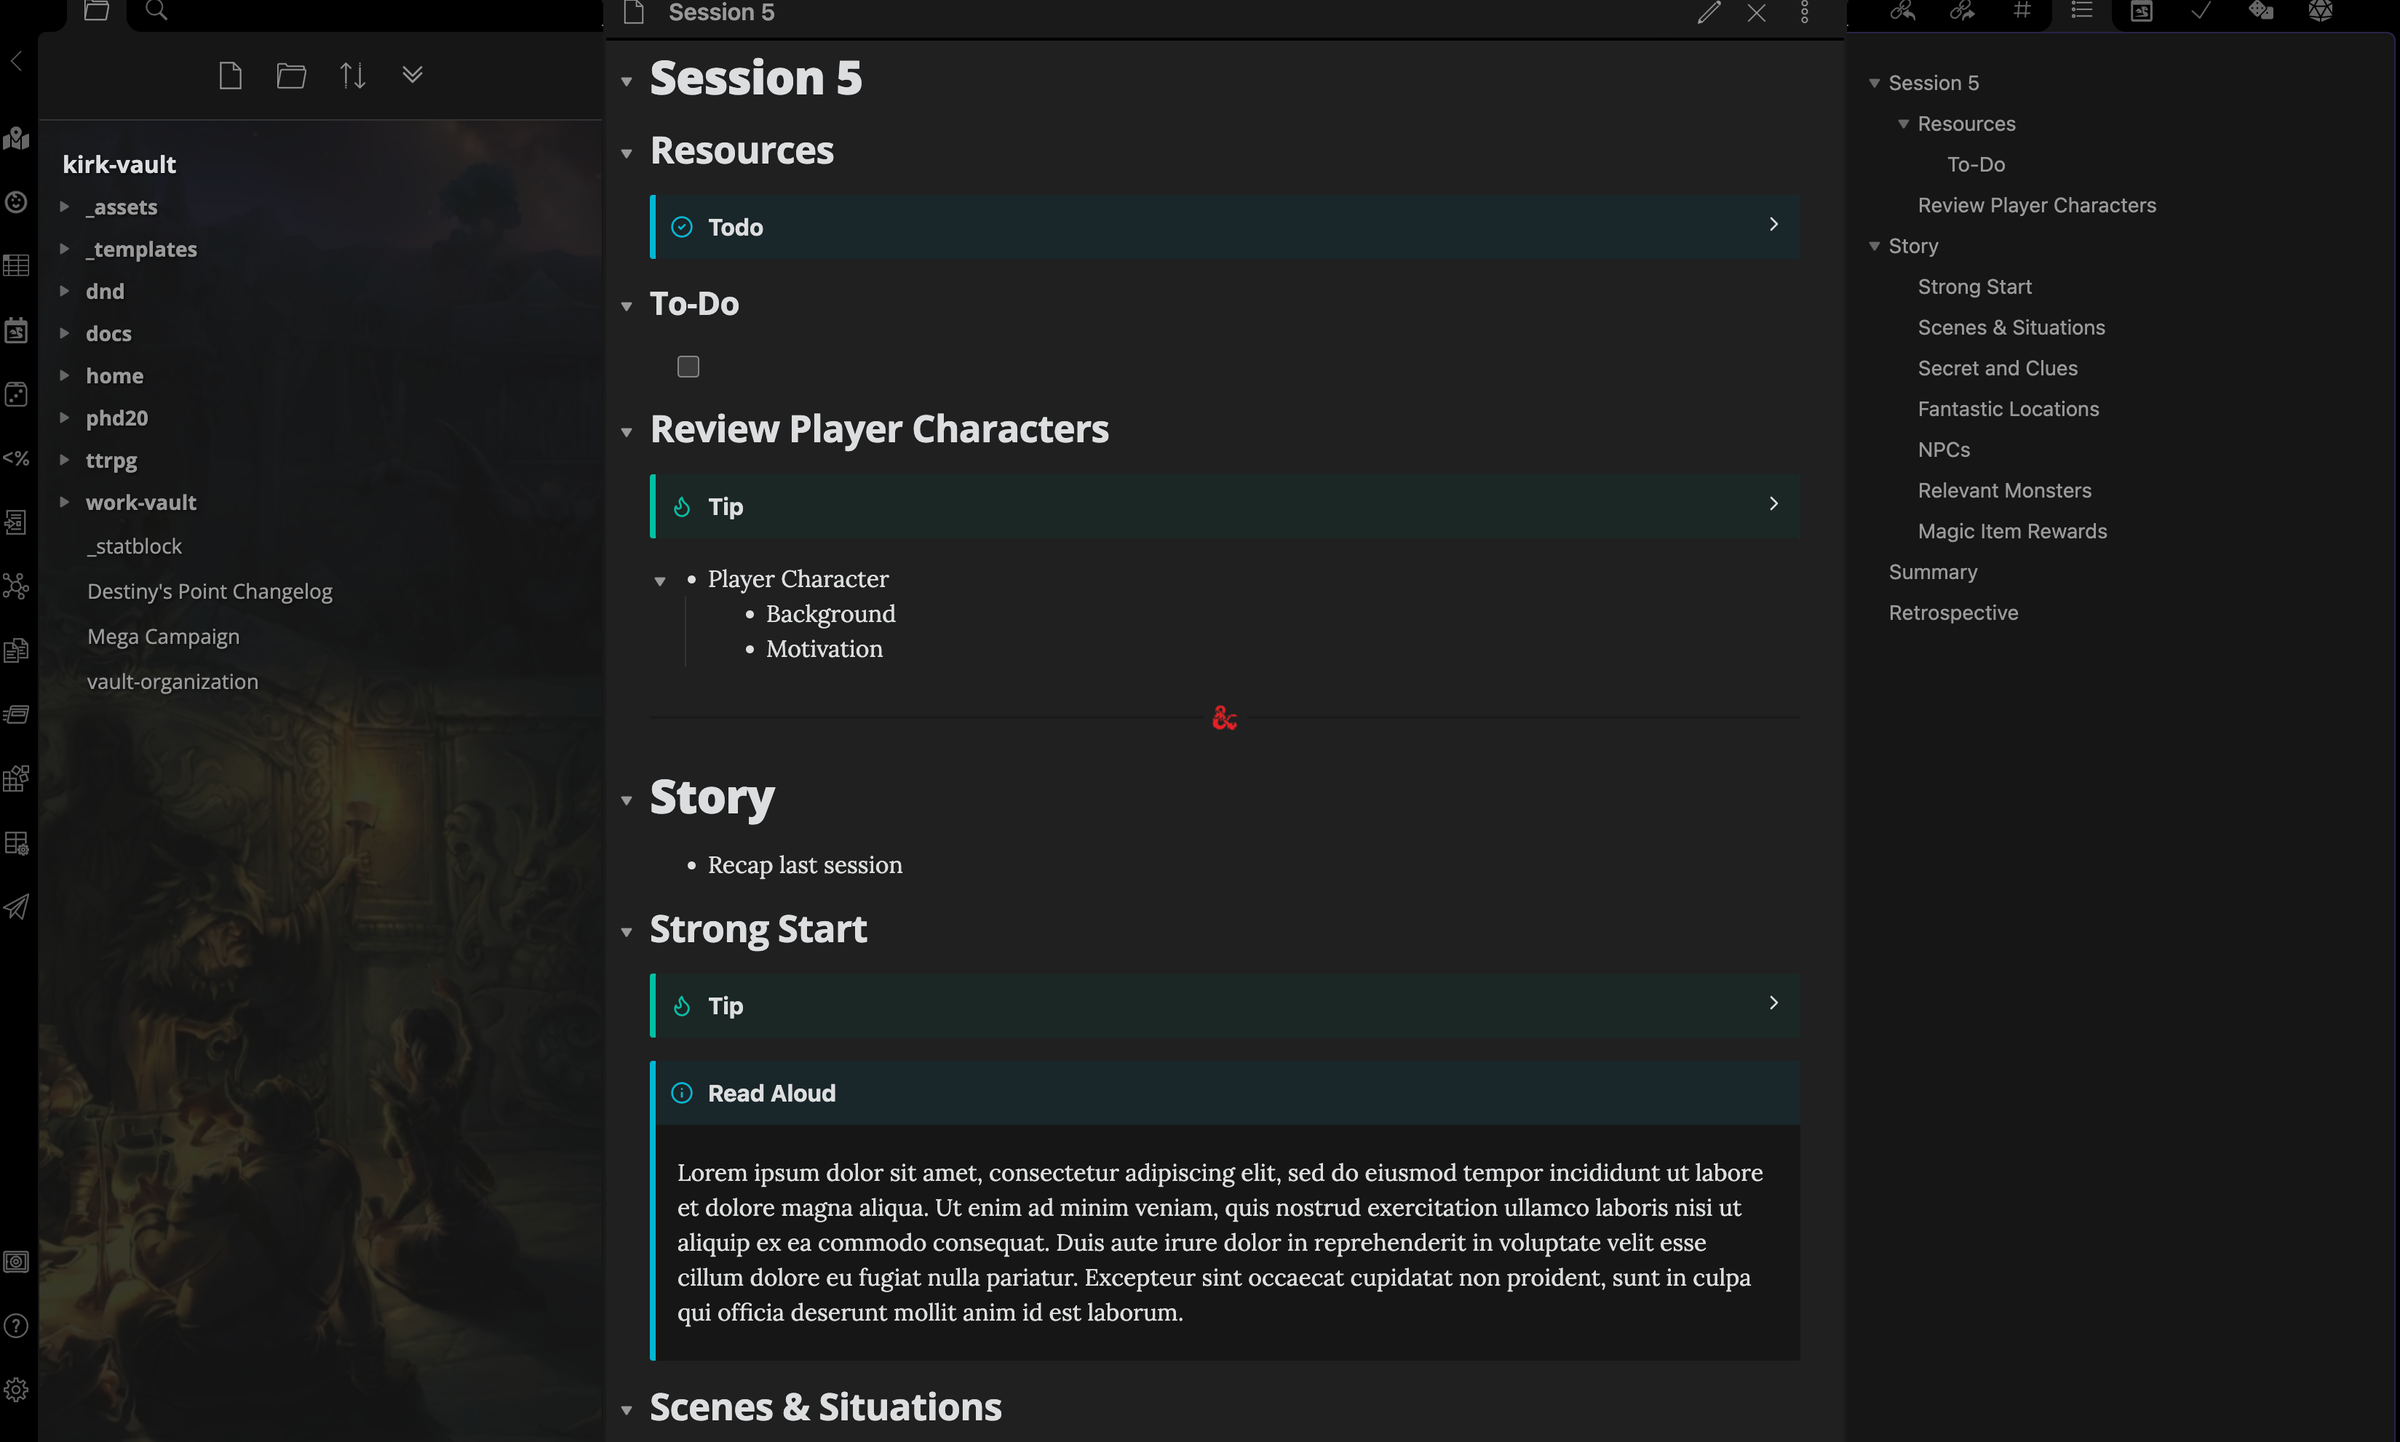 kirk-vault
_assets
_templates
dnd
docs
home
phd20
ttrpg
work-vault
_statblock
Destiny's Point Changelog
Mega Campaign
vault-organization
<%
Session 5
Session 5
Resources
Todo
To-Do
Review Player Characters
Tip
Player Character
Background
Motivation
&
Story
Recap last session
Strong Start
Tip
Read Aloud
Lorem ipsum dolor sit amet, consectetur adipiscing elit, sed do eiusmod tempor incididunt ut labore
et dolore magna aliqua. Ut enim ad minim veniam, quis nostrud exercitation ullamco laboris nisi ut
aliquip ex ea commodo consequat. Duis aute irure dolor in reprehenderit in voluptate velit esse
cillum dolore eu fugiat nulla pariatur. Excepteur sint occaecat cupidatat non proident, sunt in culpa
qui officia deserunt mollit anim id est laborum.
Scenes & Situations
Session 5
Resources
To-Do
Review Player Characters
Story
Strong Start
Scenes & Situations
Secret and Clues
Fantastic Locations
NPCs
Relevant Monsters
Magic Item Rewards
Summary
Retrospective